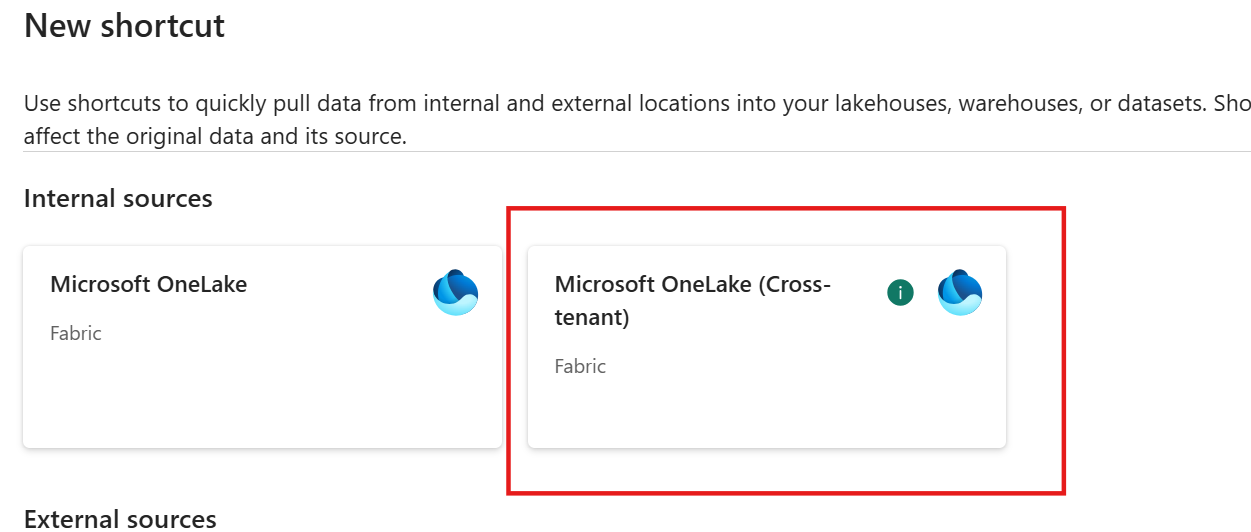 New shortcut
Use shortcuts to quickly pull data from internal and external locations into your lakehouses, warehouses, or datasets.
affect the original data and its source.
Internal sources
Microsoft OneLake
Fabric
Microsoft OneLake (Cross-
tenant)
i
Fabric
External sources